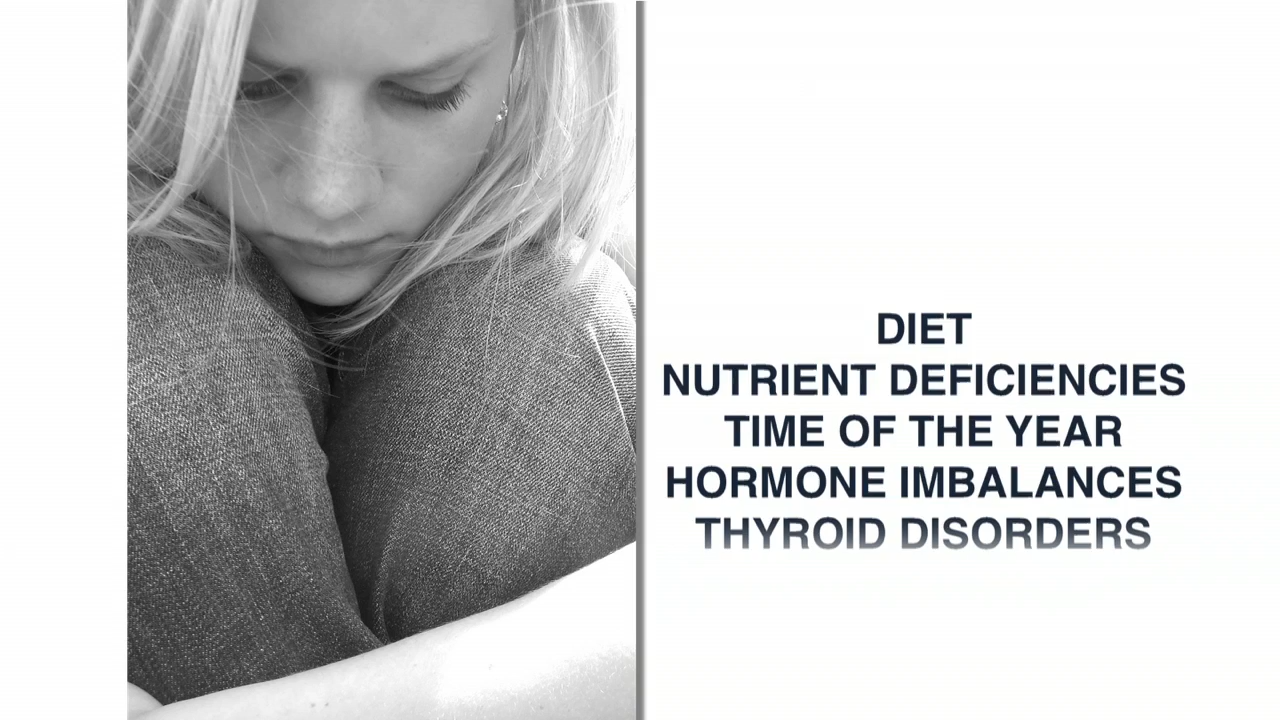 DIET
NUTRIENT DEFICIENCIES
TIME OF THE YEAR
HORMONE IMBALANCES
THYROID DISORDERS